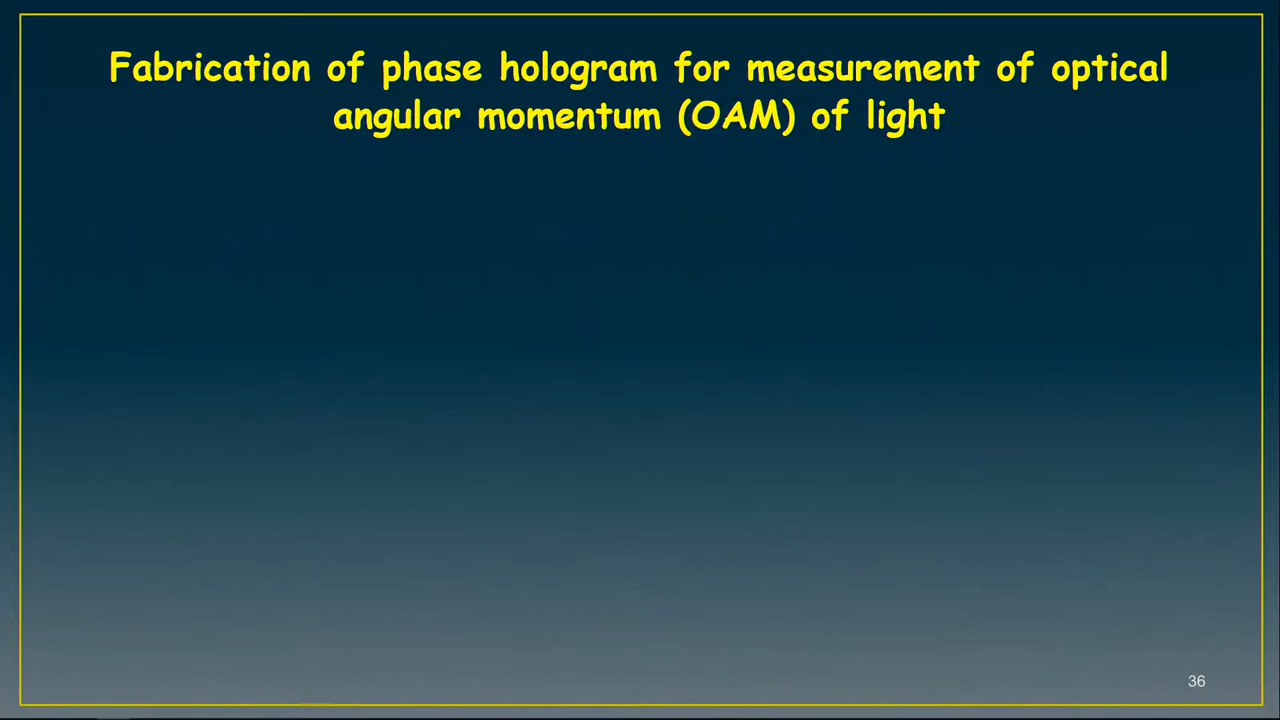 Fabrication of phase hologram for measurement of optical
angular momentum (OAM) of light
36